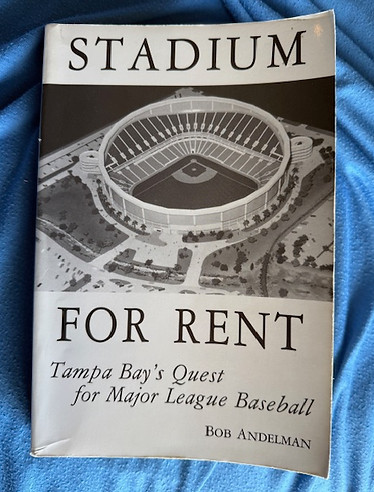 STADIUM
FOR RENT
Tampa Bay's Quest
for Major League Baseball
BOB ANDELMAN